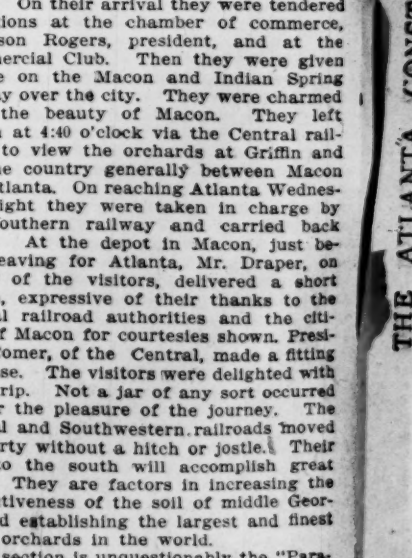 On their arrival they were tendered
tions at the chamber of commerce,
son Rogers, president, and at the
ercial Club. Then they were given
e on the Macon and Indian Spring
y over the city. They were charmed
the beauty of Macon. They left
at 4:40 o'clock via the Central rail-
to view the orchards at Griffin and
e country generally between Macon
tlanta. On reaching Atlanta Wednes-
ight they were taken in charge by
outhern railway and carried back
At the depot in Macon, just be-
eaving for Atlanta, Mr. Draper, on
of the visitors, delivered a short
, expressive of their thanks to the
l railroad authorities and the citi-
f Macon for courtesies shown. Presi-
omer, of the Central, made a fitting
se. The visitors were delighted with
rip. Not a jar of any sort occurred
r the pleasure of the journey. The
l and Southwestern railroads moved
rty without a hitch or jostle. Their
o the south will accomplish great
They are factors in increasing the
tiveness of the soil of middle Geor-
d establishing the largest and finest
orchards in the world.
section is unquestionably the "Para-
THE ATLANTA CONST